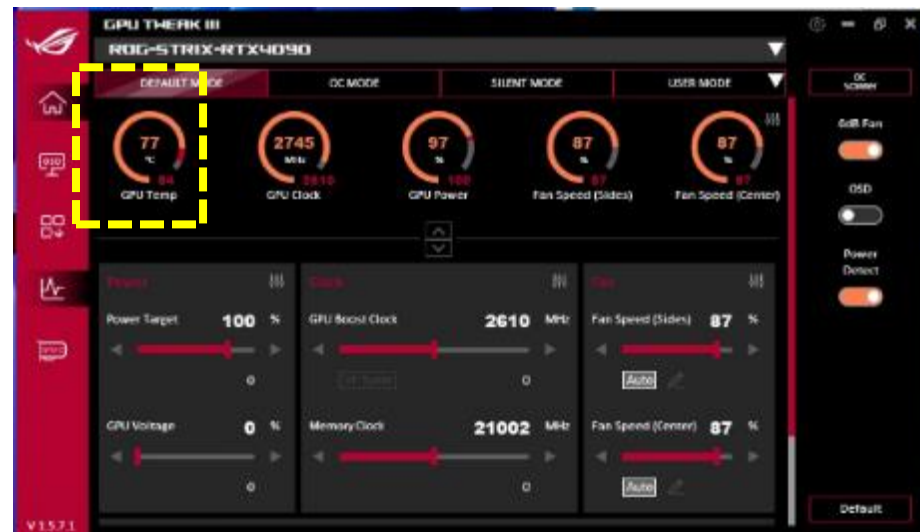 GPU TWEAK III
ROG-STRIX-RTX4090
DEFAULT MODE
OC MODE
SILENT MODE
USER MODE
OC
SCANNER
77
°C
84
GPU Temp
2745
MHz
2610
GPU Clock
97
%
100
GPU Power
87
%
87
Fan Speed (Sides)
87
%
87
Fan Speed (Center)
0dB Fan
OSD
Power
Detect
Power
Power Target 100 %
0
GPU Voltage 0 %
0
Clock
GPU Boost Clock 2610 MHz
0
Memory Clock 21002 MHz
0
Fan
Fan Speed (Sides) 87 %
Auto
Fan Speed (Center) 87 %
Auto
V1.5.7.1
Default